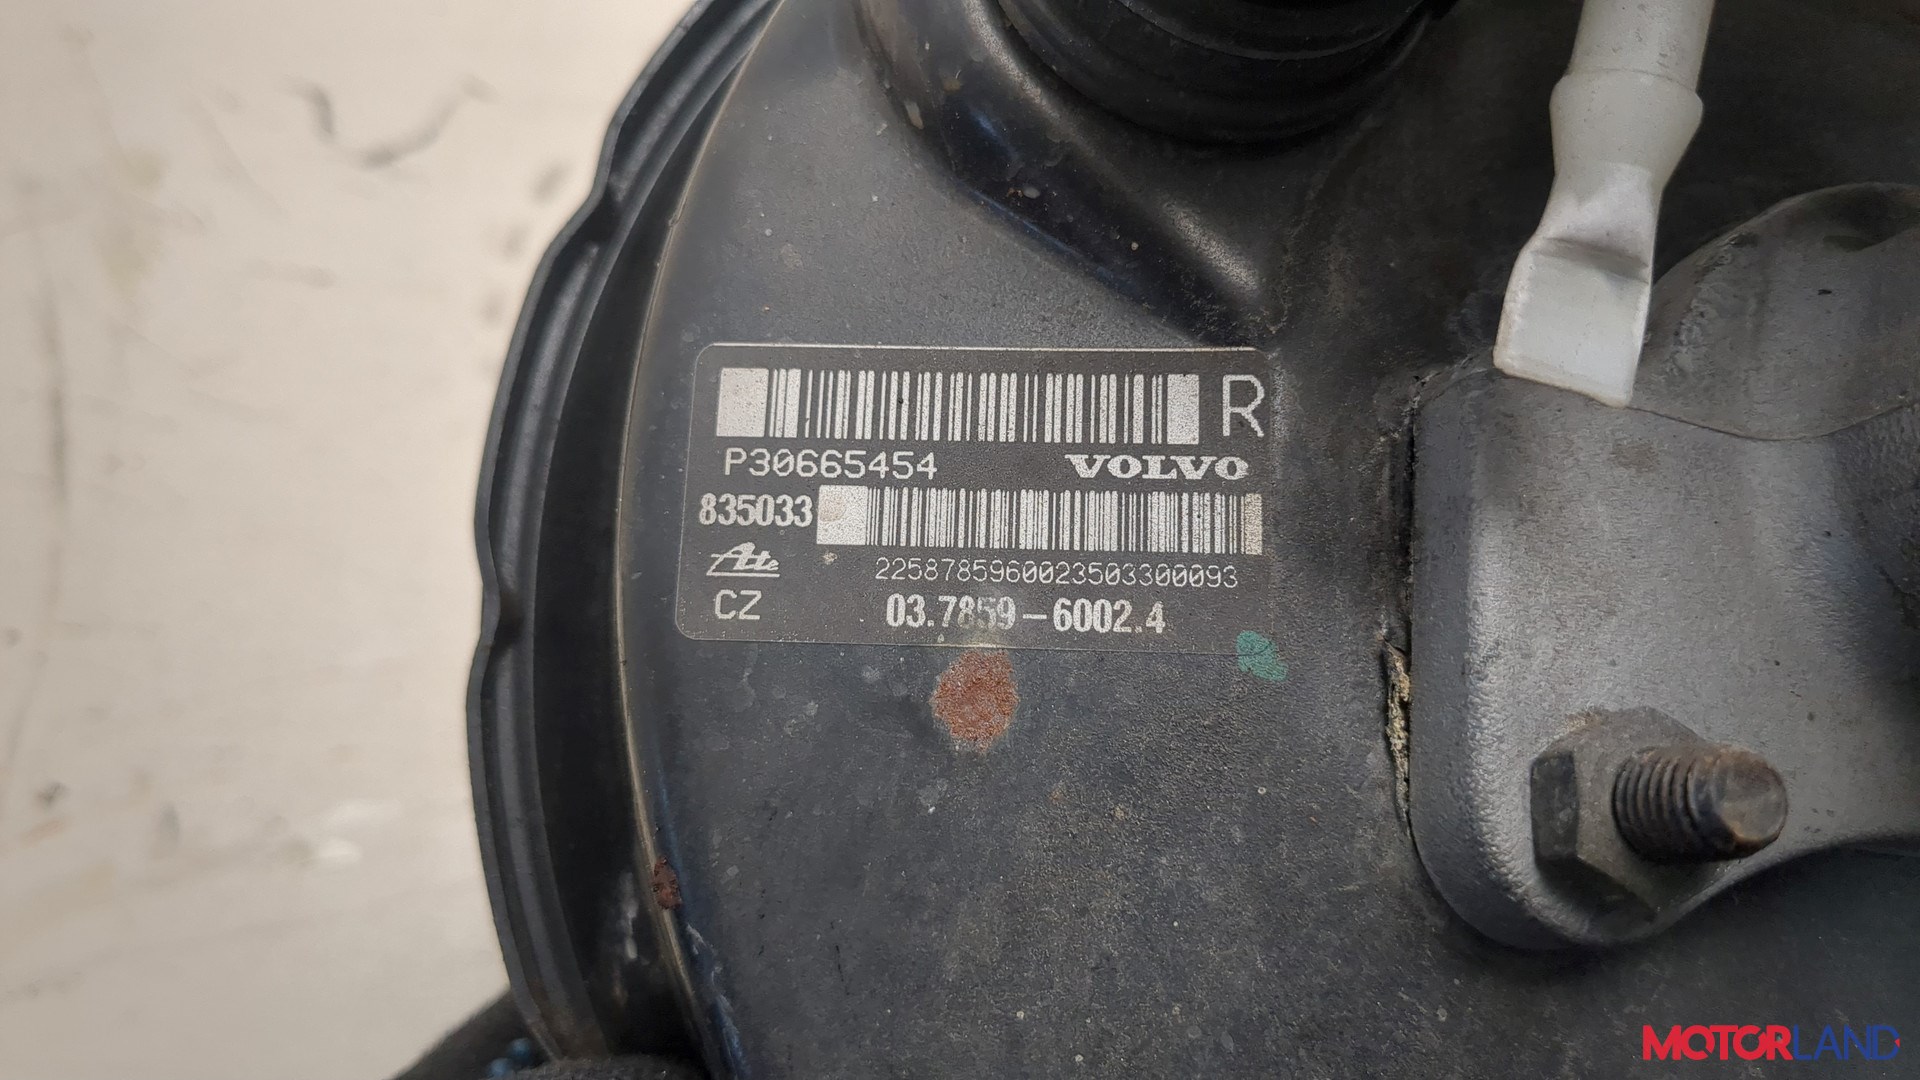 R
P30665454 VOLVO
835033
Ate 2258785960023503300093
CZ 03.7859-6002.4
MOTORLAND